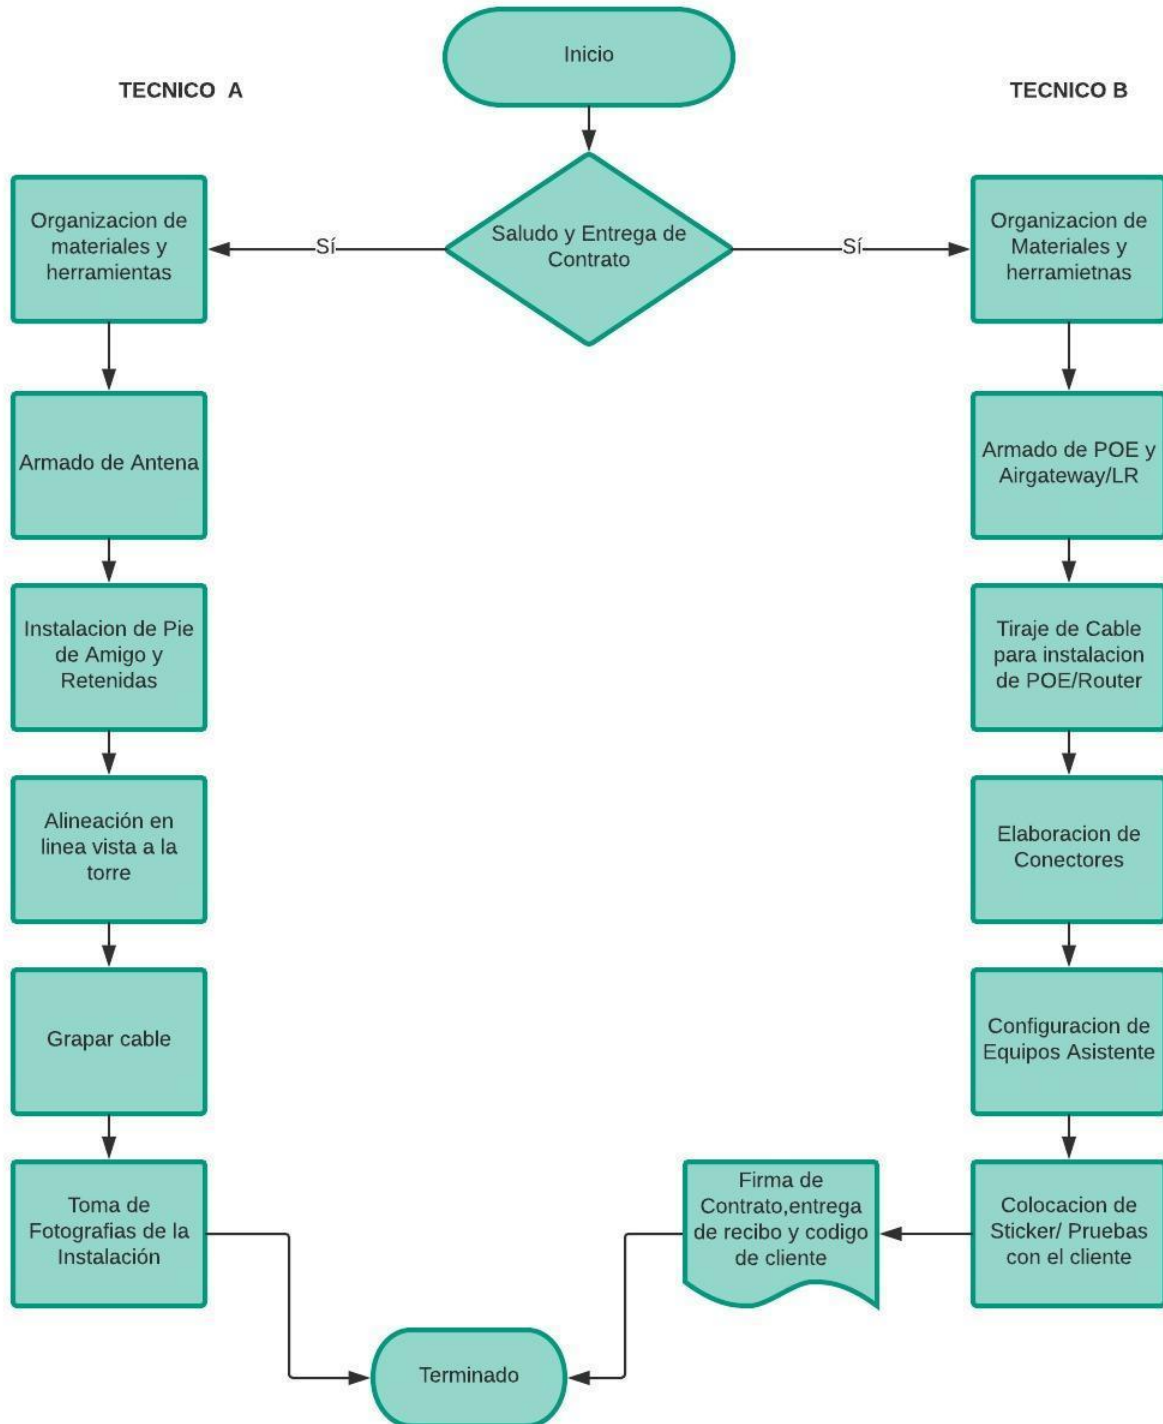 Inicio
TECNICO A
TECNICO B
Saludo y Entrega de
Contrato
Sí
Sí
Organizacion de
materiales y
herramientas
Armado de Antena
Instalacion de Pie
de Amigo y
Retenidas
Alineación en
linea vista a la
torre
Grapar cable
Toma de
Fotografias de la
Instalación
Organizacion de
Materiales y
herramietnas
Armado de POE y
Airgateway/LR
Tiraje de Cable
para instalacion
de POE/Router
Elaboracion de
Conectores
Configuracion de
Equipos Asistente
Colocacion de
Sticker/ Pruebas
con el cliente
Firma de
Contrato,entrega
de recibo y codigo
de cliente
Terminado